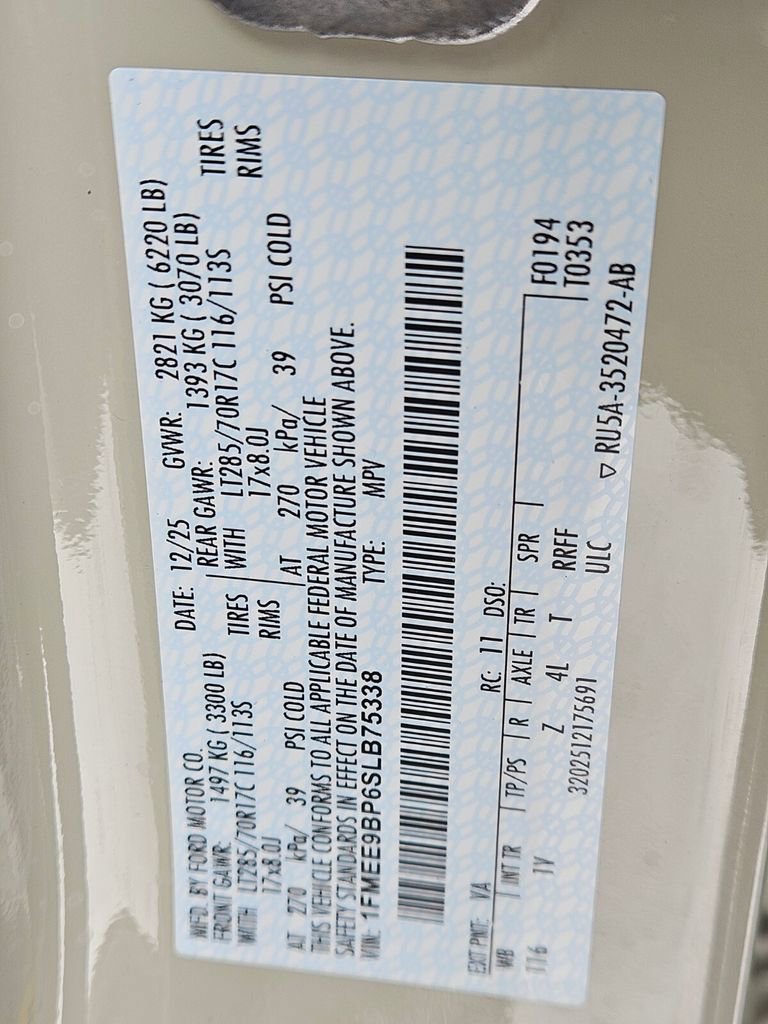 MFD. BY FORD MOTOR CO.
DATE: 12/25 GVWR: 2821 KG ( 6220 LB)
FRONT GAWR: 1497 KG ( 3300 LB) REAR GAWR: 1393 KG ( 3070 LB)
WITH LT285/70R17C 116/113S TIRES WITH LT285/70R17C 116/113S TIRES
17x8.0J RIMS 17x8.0J RIMS
AT 270 kPa/ 39 PSI COLD AT 270 kPa/ 39 PSI COLD
THIS VEHICLE CONFORMS TO ALL APPLICABLE FEDERAL MOTOR VEHICLE
SAFETY STANDARDS IN EFFECT ON THE DATE OF MANUFACTURE SHOWN ABOVE.
VIN: 1FMEE9BP6SLB75338 TYPE: MPV
EXT PNT: VA RC: 11 DSO:
WB INT TR TP/PS R AXLE TR SPR F0194
116 1V Z 4L T RRFF T0353
3202512175691 ULC ▽ RU5A-3520472-AB